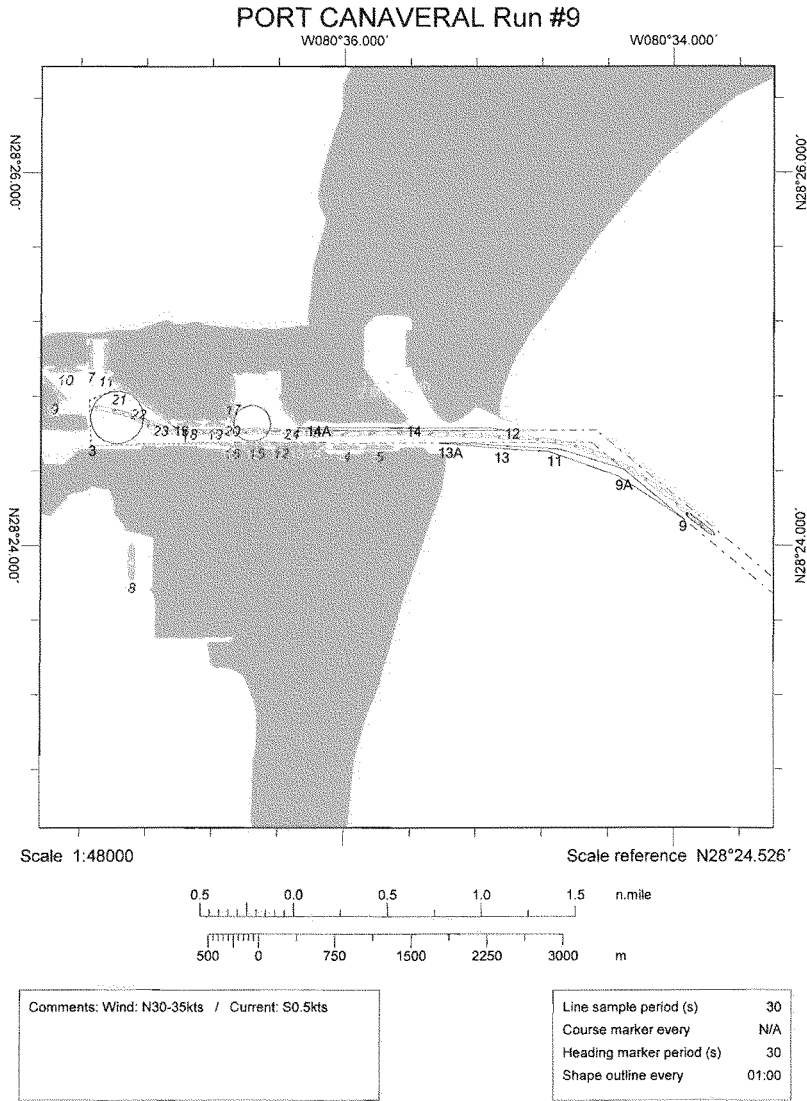 PORT CANAVERAL Run #9
W080°36.000´ W080°34.000´
N28°26.000´ N28°26.000´
10 7 11
21
9 22 17
23 18 19 20 24 14A 14 12
3 16 15 12 4 5 13A 13 11
9A
9
N28°24.000´ N28°24.000´
8
Scale 1:48000 Scale reference N28°24.526´
0.5 0.0 0.5 1.0 1.5 n.mile
500 0 750 1500 2250 3000 m
Comments: Wind: N30-35kts / Current: S0.5kts
Line sample period (s) 30
Course marker every N/A
Heading marker period (s) 30
Shape outline every 01:00